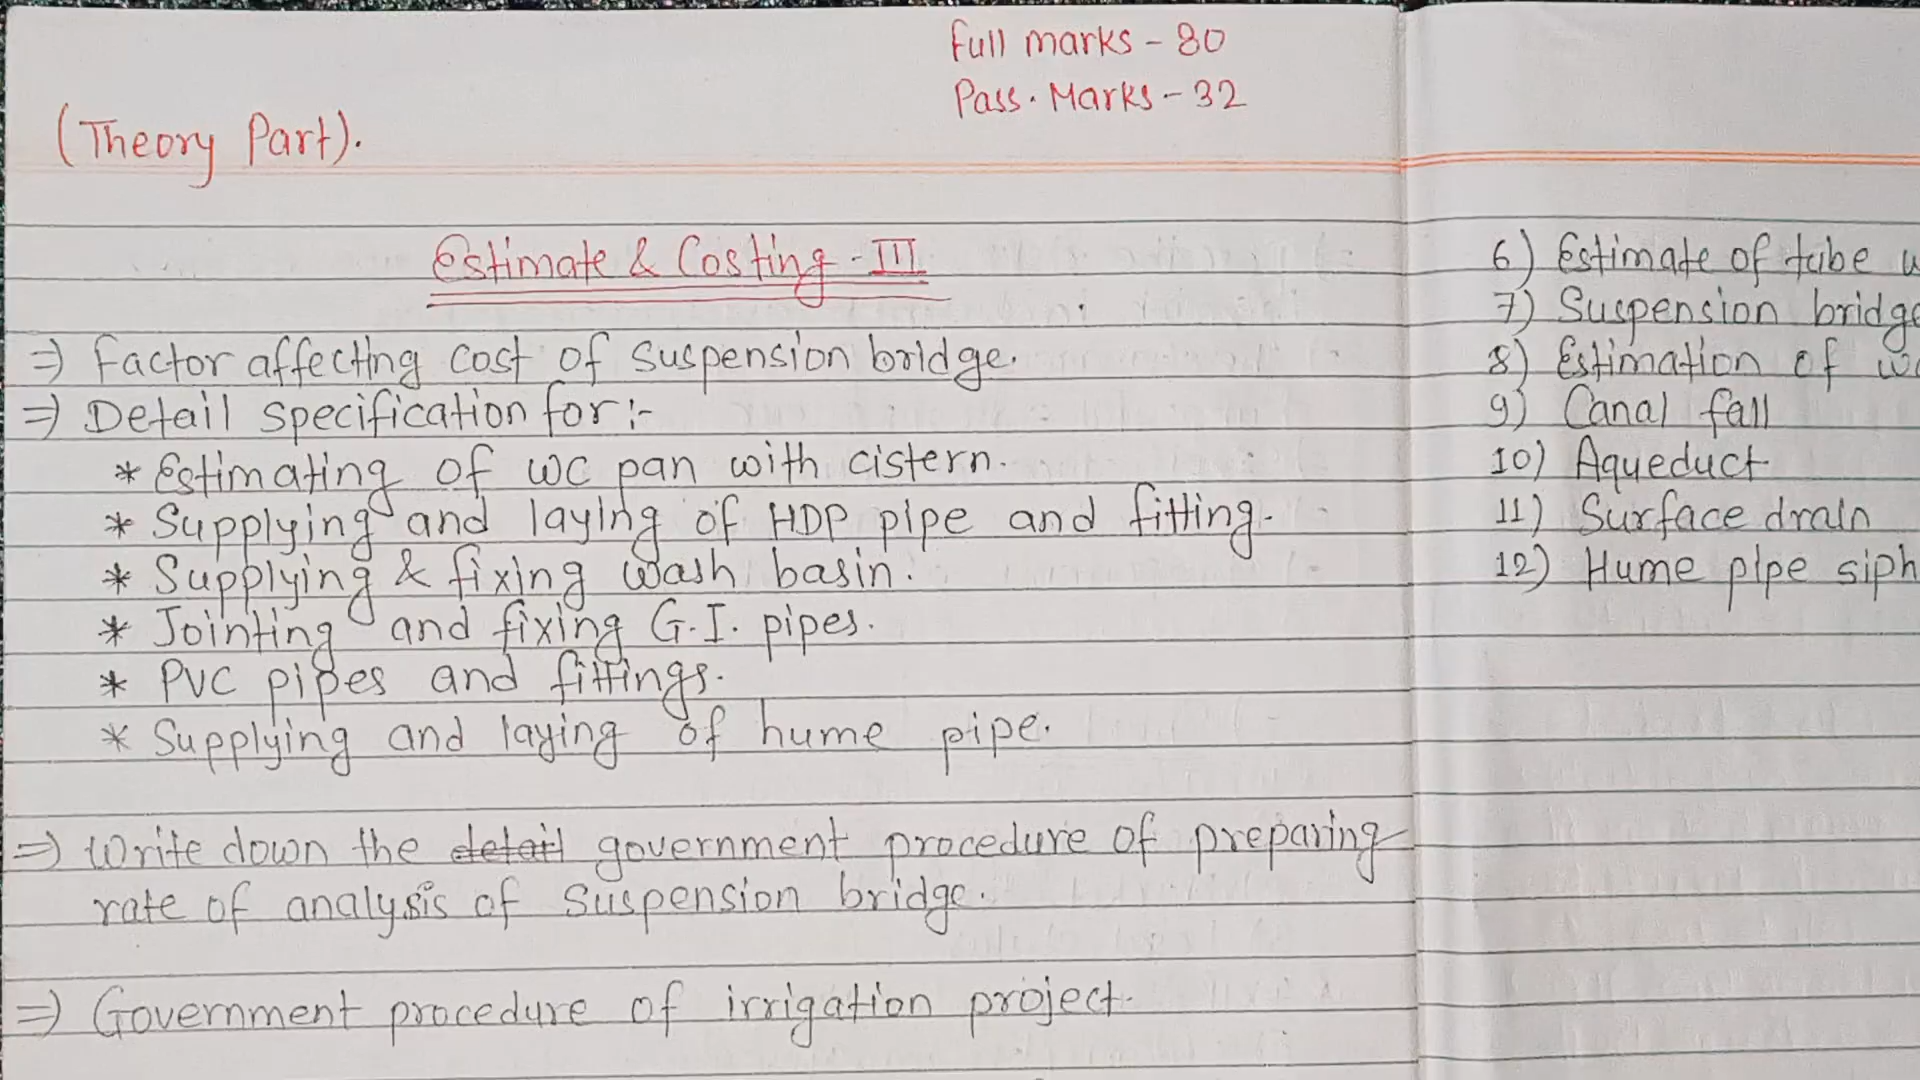 Full marks - 80
Pass. Marks - 32
(Theory Part).
Estimate & Costing - III
=) Factor affecting cost of suspension bridge.
=) Detail specification for:-
* Estimating of WC pan with cistern.
* Supplying and laying of HDP pipe and fitting.
* Supplying & fixing wash basin.
* Jointing and fixing G.I. pipes.
* PVC pipes and fittings.
* Supplying and laying of hume pipe.
=) Write down the detail government procedure of preparing
rate of analysis of suspension bridge.
=) Government procedure of irrigation project.
6) Estimate of tube
7) Suspension bridge
8) Estimation of
9) Canal fall
10) Aqueduct
11) Surface drain
12) Hume pipe siph